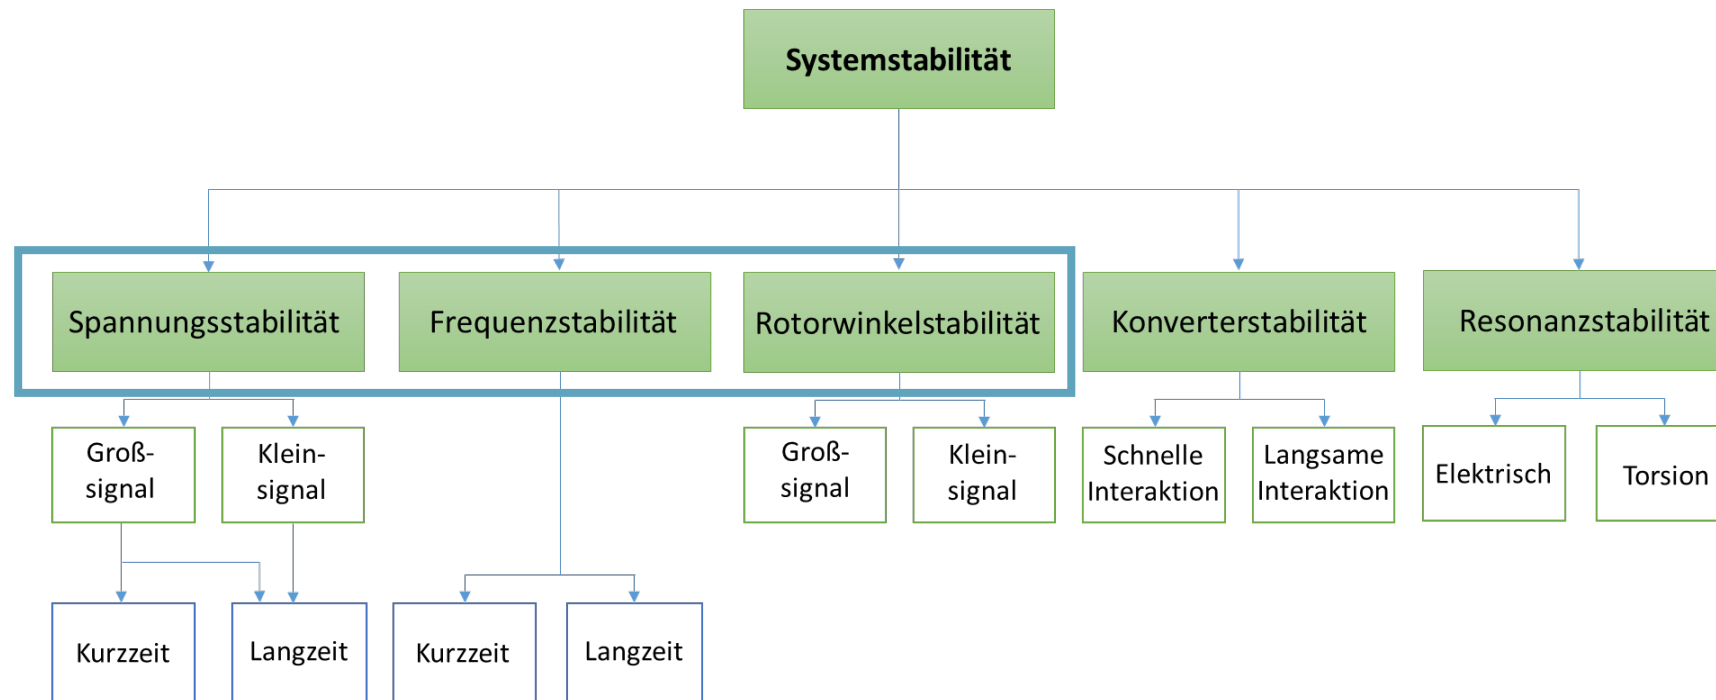 Systemstabilität
Spannungsstabilität
Frequenzstabilität
Rotorwinkelstabilität
Konverterstabilität
Resonanzstabilität
Groß-
signal
Klein-
signal
Groß-
signal
Klein-
signal
Schnelle
Interaktion
Langsame
Interaktion
Elektrisch
Torsion
Kurzzeit
Langzeit
Kurzzeit
Langzeit